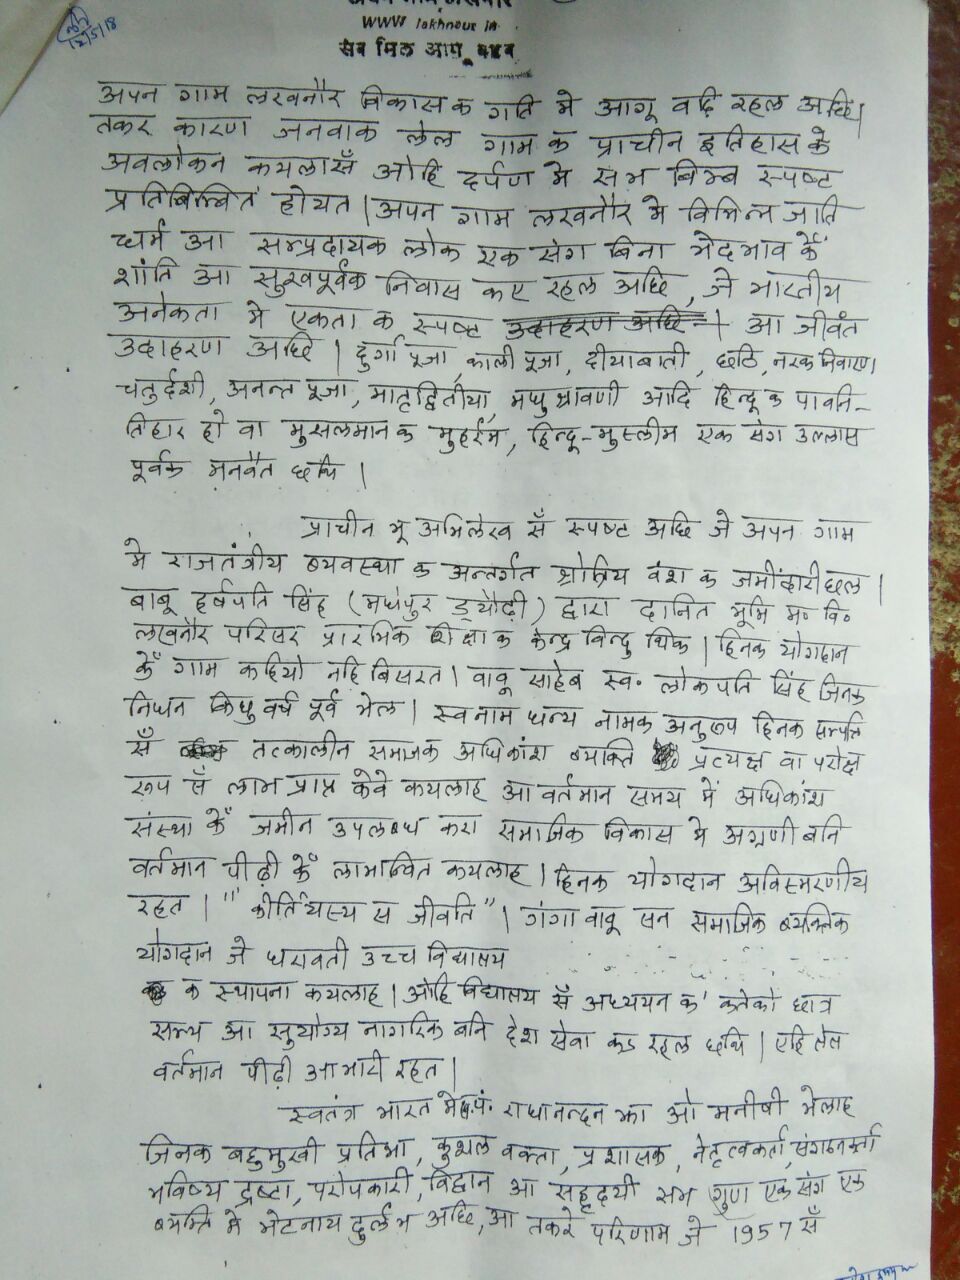 12/5/18
WWW lakhnour in
सब मिल आगू बढब
अपन गाम लखनौर विकास क गति मे आगू बढि रहल अछि।
तकर कारण जनबाक लेल गाम क प्राचीन इतिहास के
अवलोकन कयलासँ ओहि दर्पण मे सभ बिम्ब स्पष्ट
प्रतिबिम्बित होयत। अपन गाम लखनौर मे विभिन्न जाति
धर्म आ सम्प्रदायक लोक एक संग बिना भेदभाव कें
शांति आ सुखपूर्वक निवास कए रहल अछि, जे भारतीय
अनेकता मे एकता क स्पष्ट उदाहरण अछि। आ जीवंत
उदाहरण अछि। दुर्गा पूजा, काली पूजा, दीयाबाती, छठि, नरक निवारण
चतुर्दशी, अनन्त पूजा, भातृद्वितीया, मधुश्रावणी आदि हिन्दू क पावनि-
तिहार हो वा मुसलमान क मुहर्रम, हिन्दू-मुस्लीम एक संग उल्लास
पूर्वक मनबैत छथि।
प्राचीन भू अभिलेख सँ स्पष्ट अछि जे अपन गाम
मे राजतंत्रीय व्यवस्था क अन्तर्गत श्रोत्रिय वंश क जमींदारी छल।
बाबू हर्षपति सिंह (मधेपुर ड्यौढ़ी) द्वारा दानित भूमि म० वि०
लखनौर परिसर प्रारंभिक शिक्षा क केन्द्र बिन्दु थिक। हिनक योगदान
कें गाम कहियो नहि बिसरत। बाबू साहेब स्व० लोकपति सिंह जिनक
निधन किछु वर्ष पूर्व भेल। स्वनाम धन्य नामक अनुरूप हिनक सम्पति
सँ तत्कालीन समाजक अधिकांश व्यक्ति प्रत्यक्ष वा परोक्ष
रूप सँ लाभ प्राप्त केबे कयलाह आ वर्तमान समय में अधिकांश
संस्था कें जमीन उपलब्ध करा समाजिक विकास मे अग्रणी बनि
वर्तमान पीढ़ी कें लाभान्वित कयलाह। हिनक योगदान अविस्मरणीय
रहत। "कीर्तियस्य स जीवति"। गंगा बाबू सन समाजिक व्यक्तिक
योगदान जे धरावती उच्च विद्यालय
क स्थापना कयलाह। ओहि विद्यालय सँ अध्ययन क' कतेको छात्र
सभ्य आ सुयोग्य नागरिक बनि देश सेवा कऽ रहल छथि। एहि लेल
वर्तमान पीढ़ी आभारी रहत।
स्वतंत्र भारत मे पं. राधानन्दन झा ओ मनीषी भेलाह
जिनक बहुमुखी प्रतिभा, कुशल वक्ता, प्रशासक, नेतृत्वकर्ता, संगठनकर्ता
भविष्य द्रष्टा, परोपकारी, विद्वान आ सहृदयी सभ गुण एक संग एक
व्यक्ति मे भेटनाय दुर्लभ अछि, आ तकरे परिणाम जे 1957 सँ